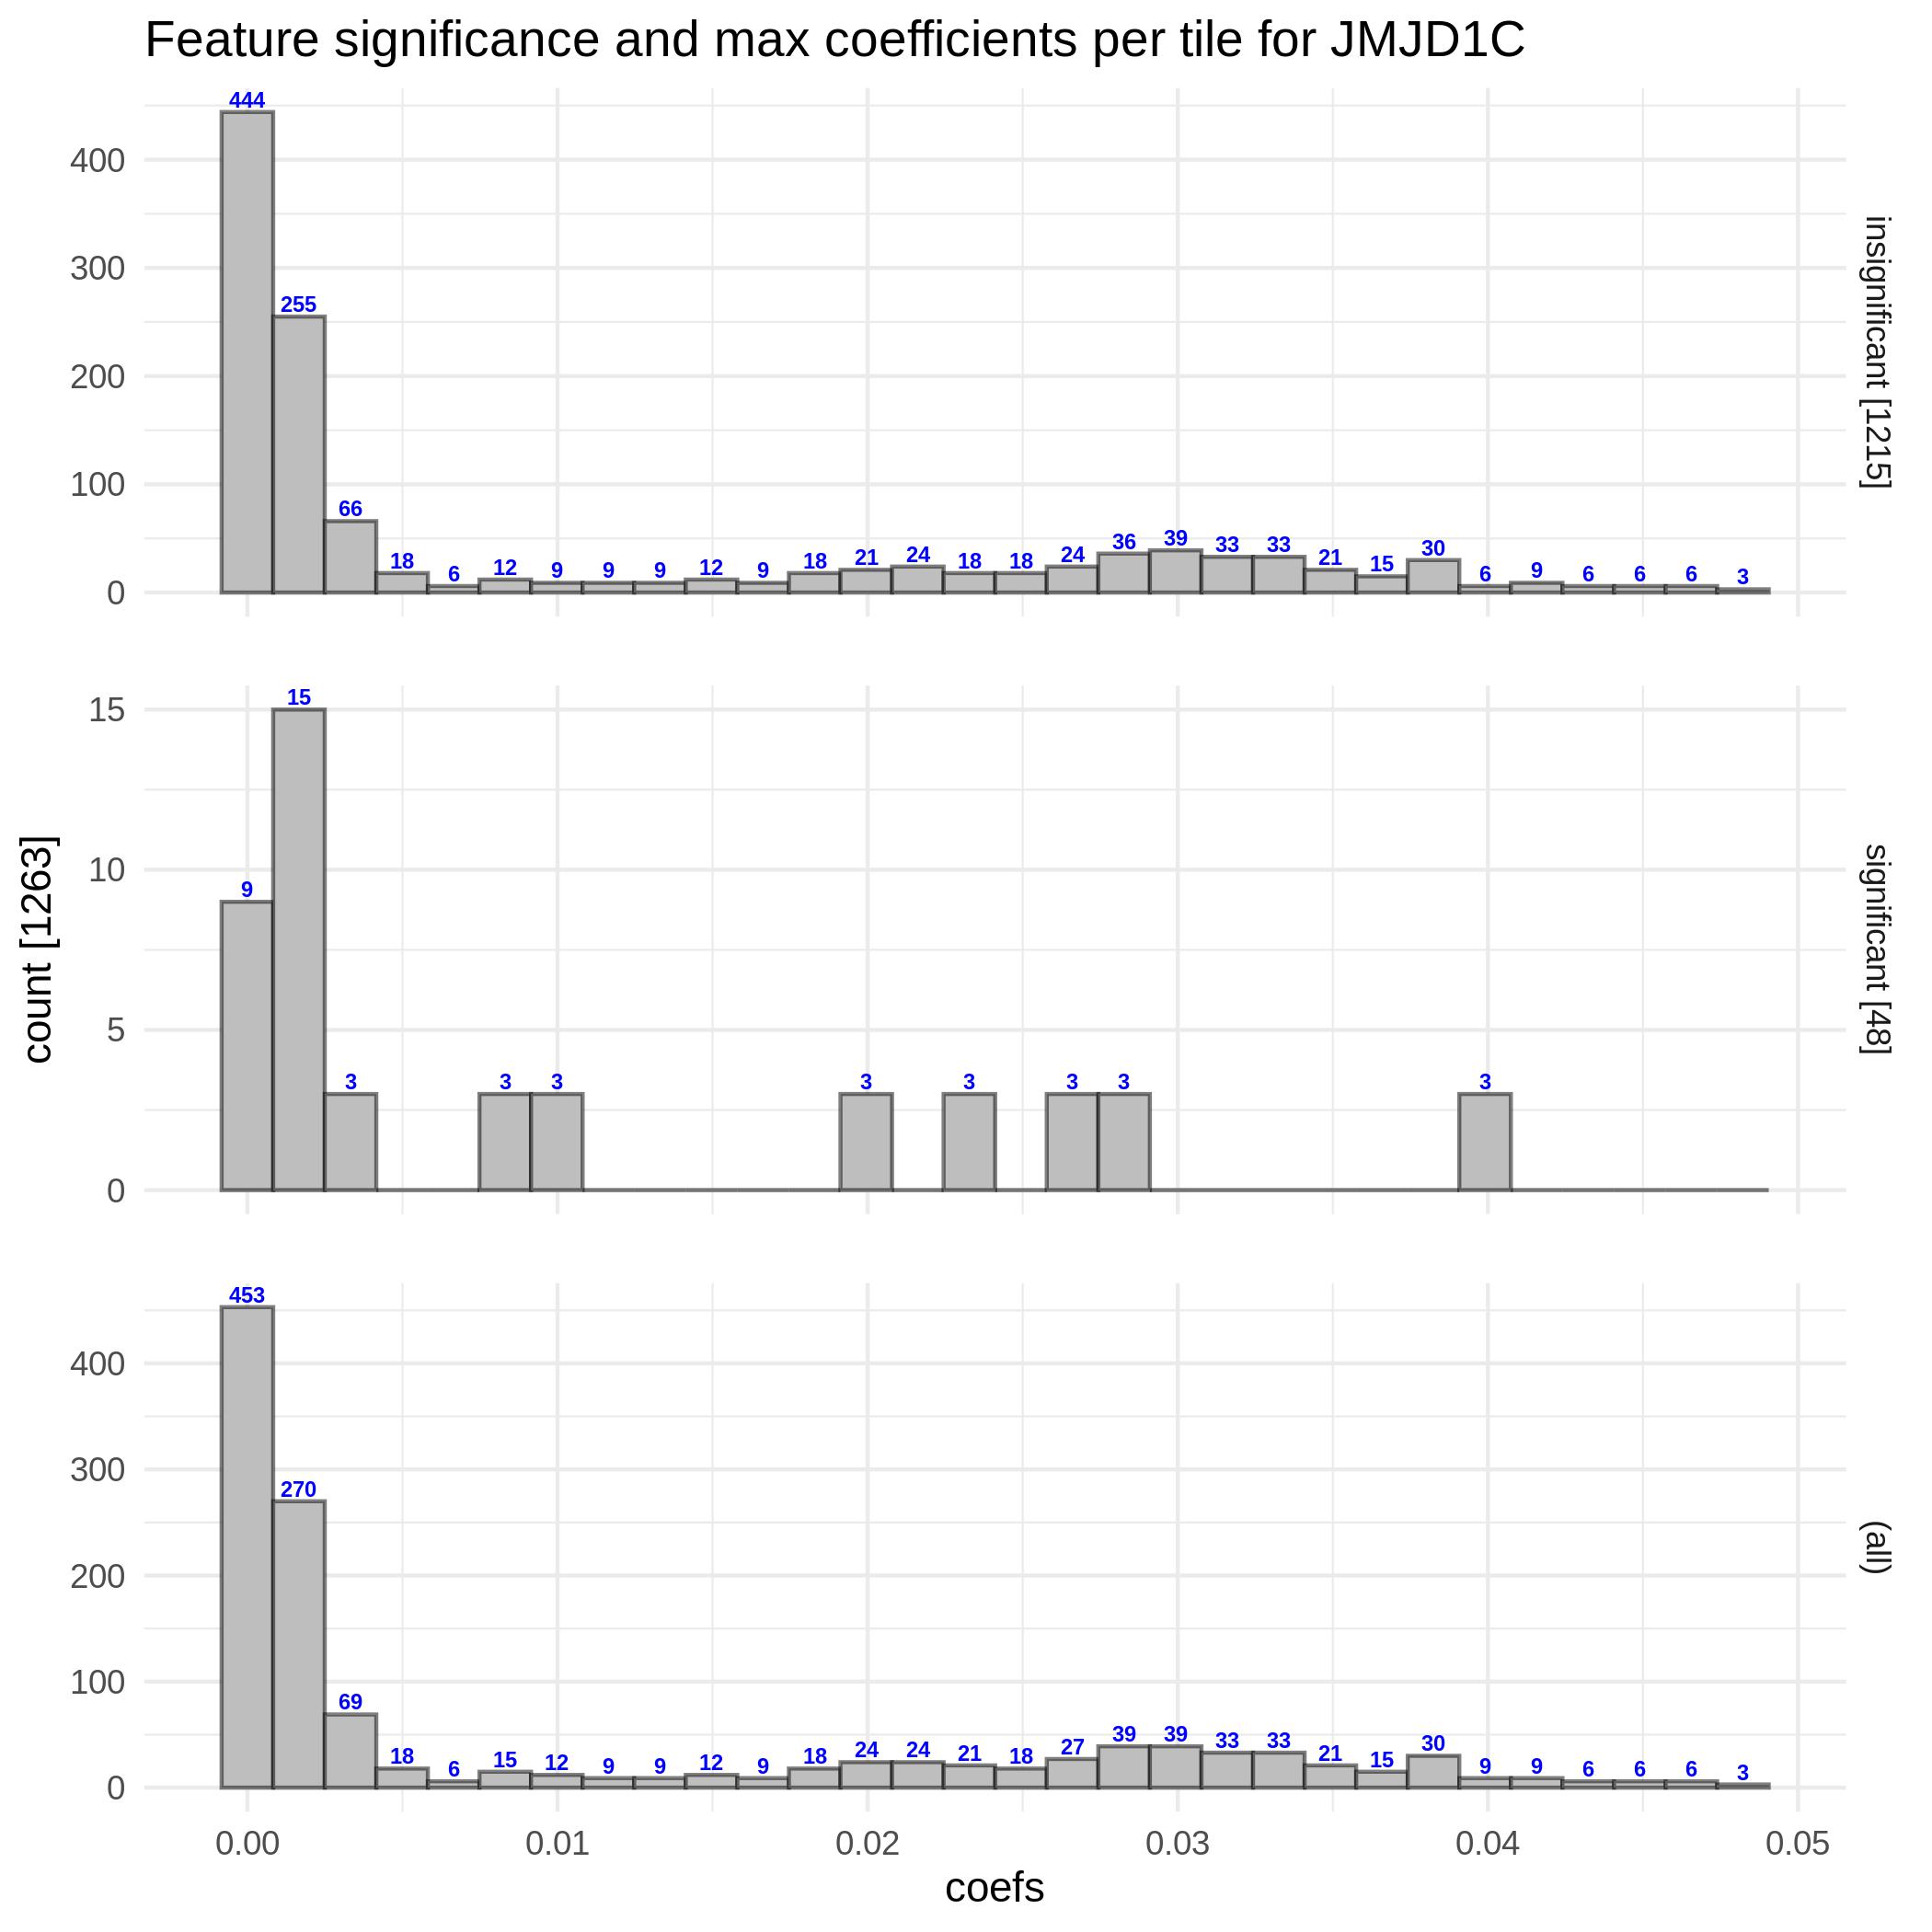 Feature significance and max coefficients per tile for JMJD1C
444
400
300
255
200
100
66
18 6 12 9 9 9 12 9 18 21 24 18 18 24 36 39 33 33 21 15 30 6 9 6 6 6 3
0
insignificant [1215]
15
15
10
9
5
3 3 3 3 3 3 3 3
0
significant [48]
count [1263]
453
400
300
270
200
100
69
18 6 15 12 9 9 12 9 18 24 24 21 18 27 39 39 33 33 21 15 30 9 9 6 6 6 3
0
(all)
0.00 0.01 0.02 0.03 0.04 0.05
coefs